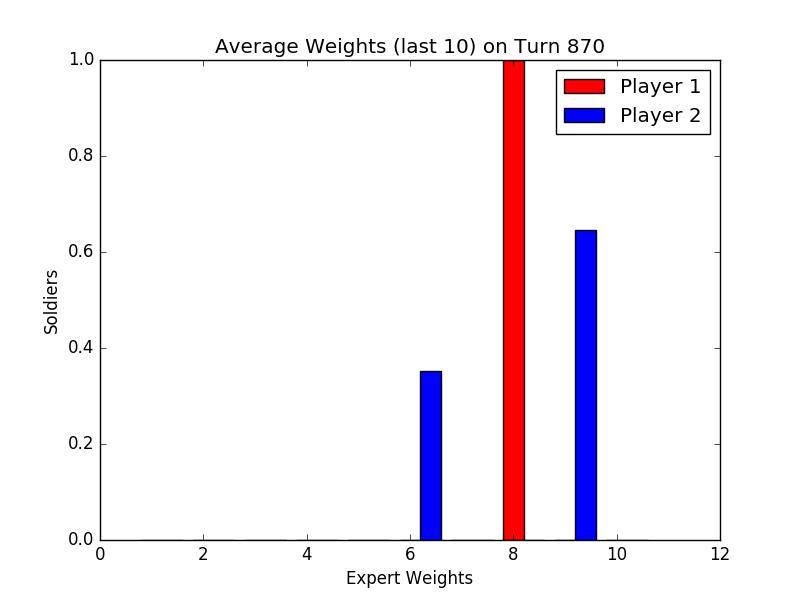 Average Weights (last 10) on Turn 870
Player 1
Player 2
1.0
0.8
0.6
0.4
0.2
0.0
Soldiers
0 2 4 6 8 10 12
Expert Weights